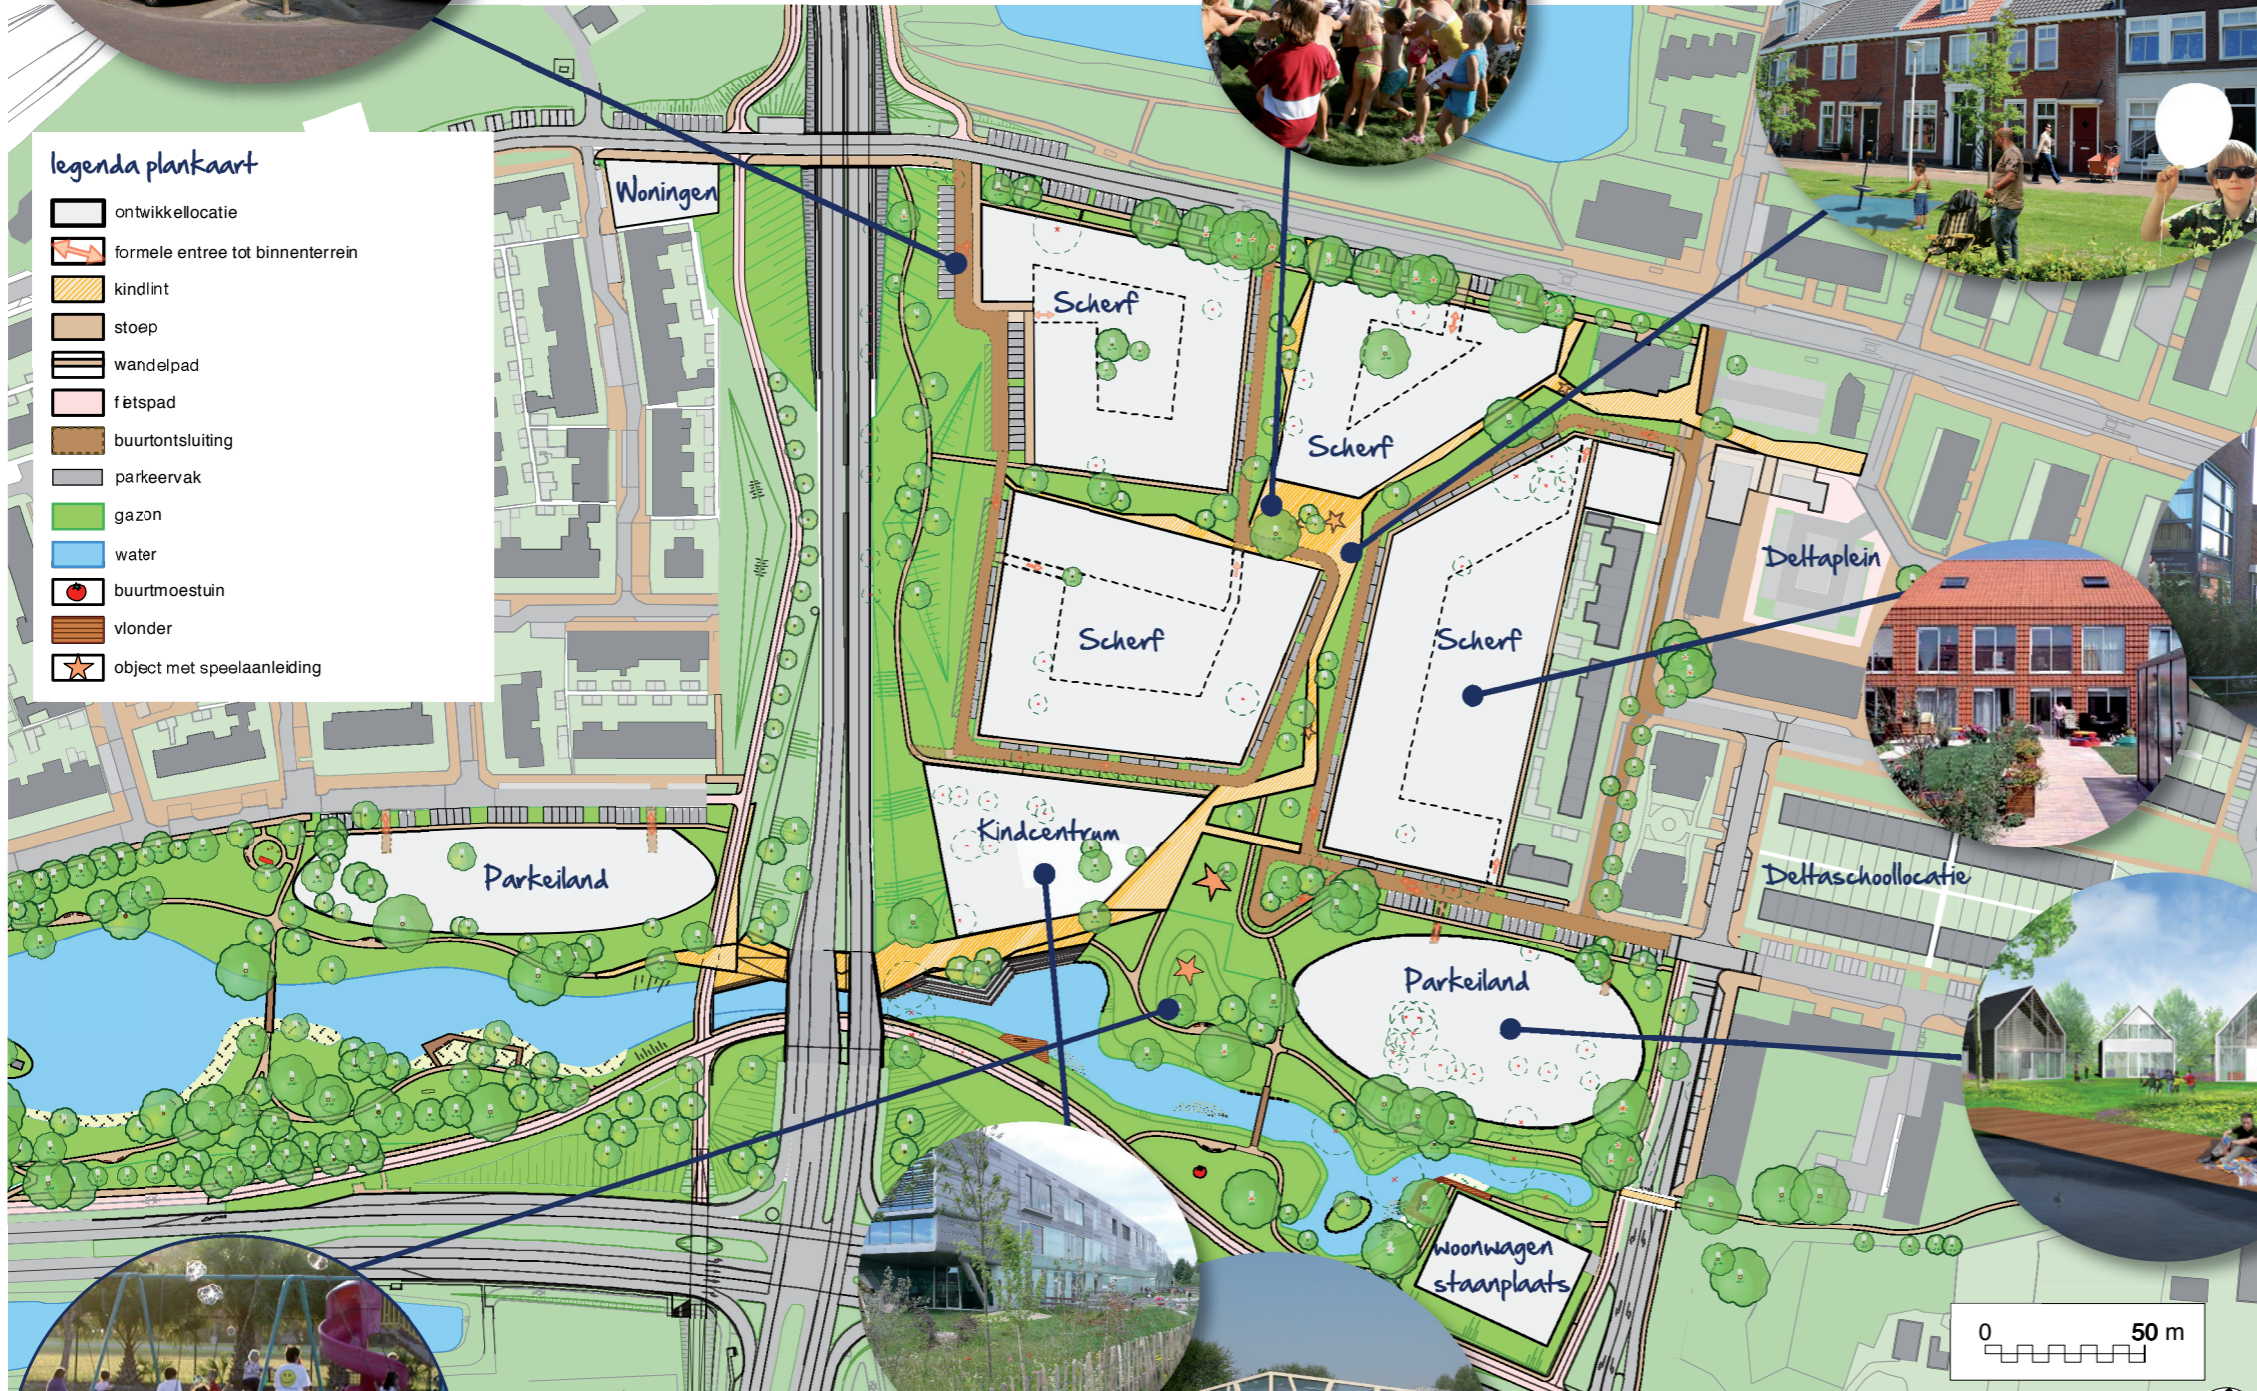 legenda plankaart
ontwikkellocatie
formele entree tot binnenterrein
kindlint
stoep
wandelpad
fietspad
buurtontsluiting
parkeervak
gazon
water
buurtmoestuin
vlonder
object met speelaanleiding
Woningen
Scherf
Scherf
Deltaplein
Scherf
Scherf
Kindcentrum
Parkeiland
Deltaschoollocatie
Parkeiland
woonwagen
staanplaats
0 50 m